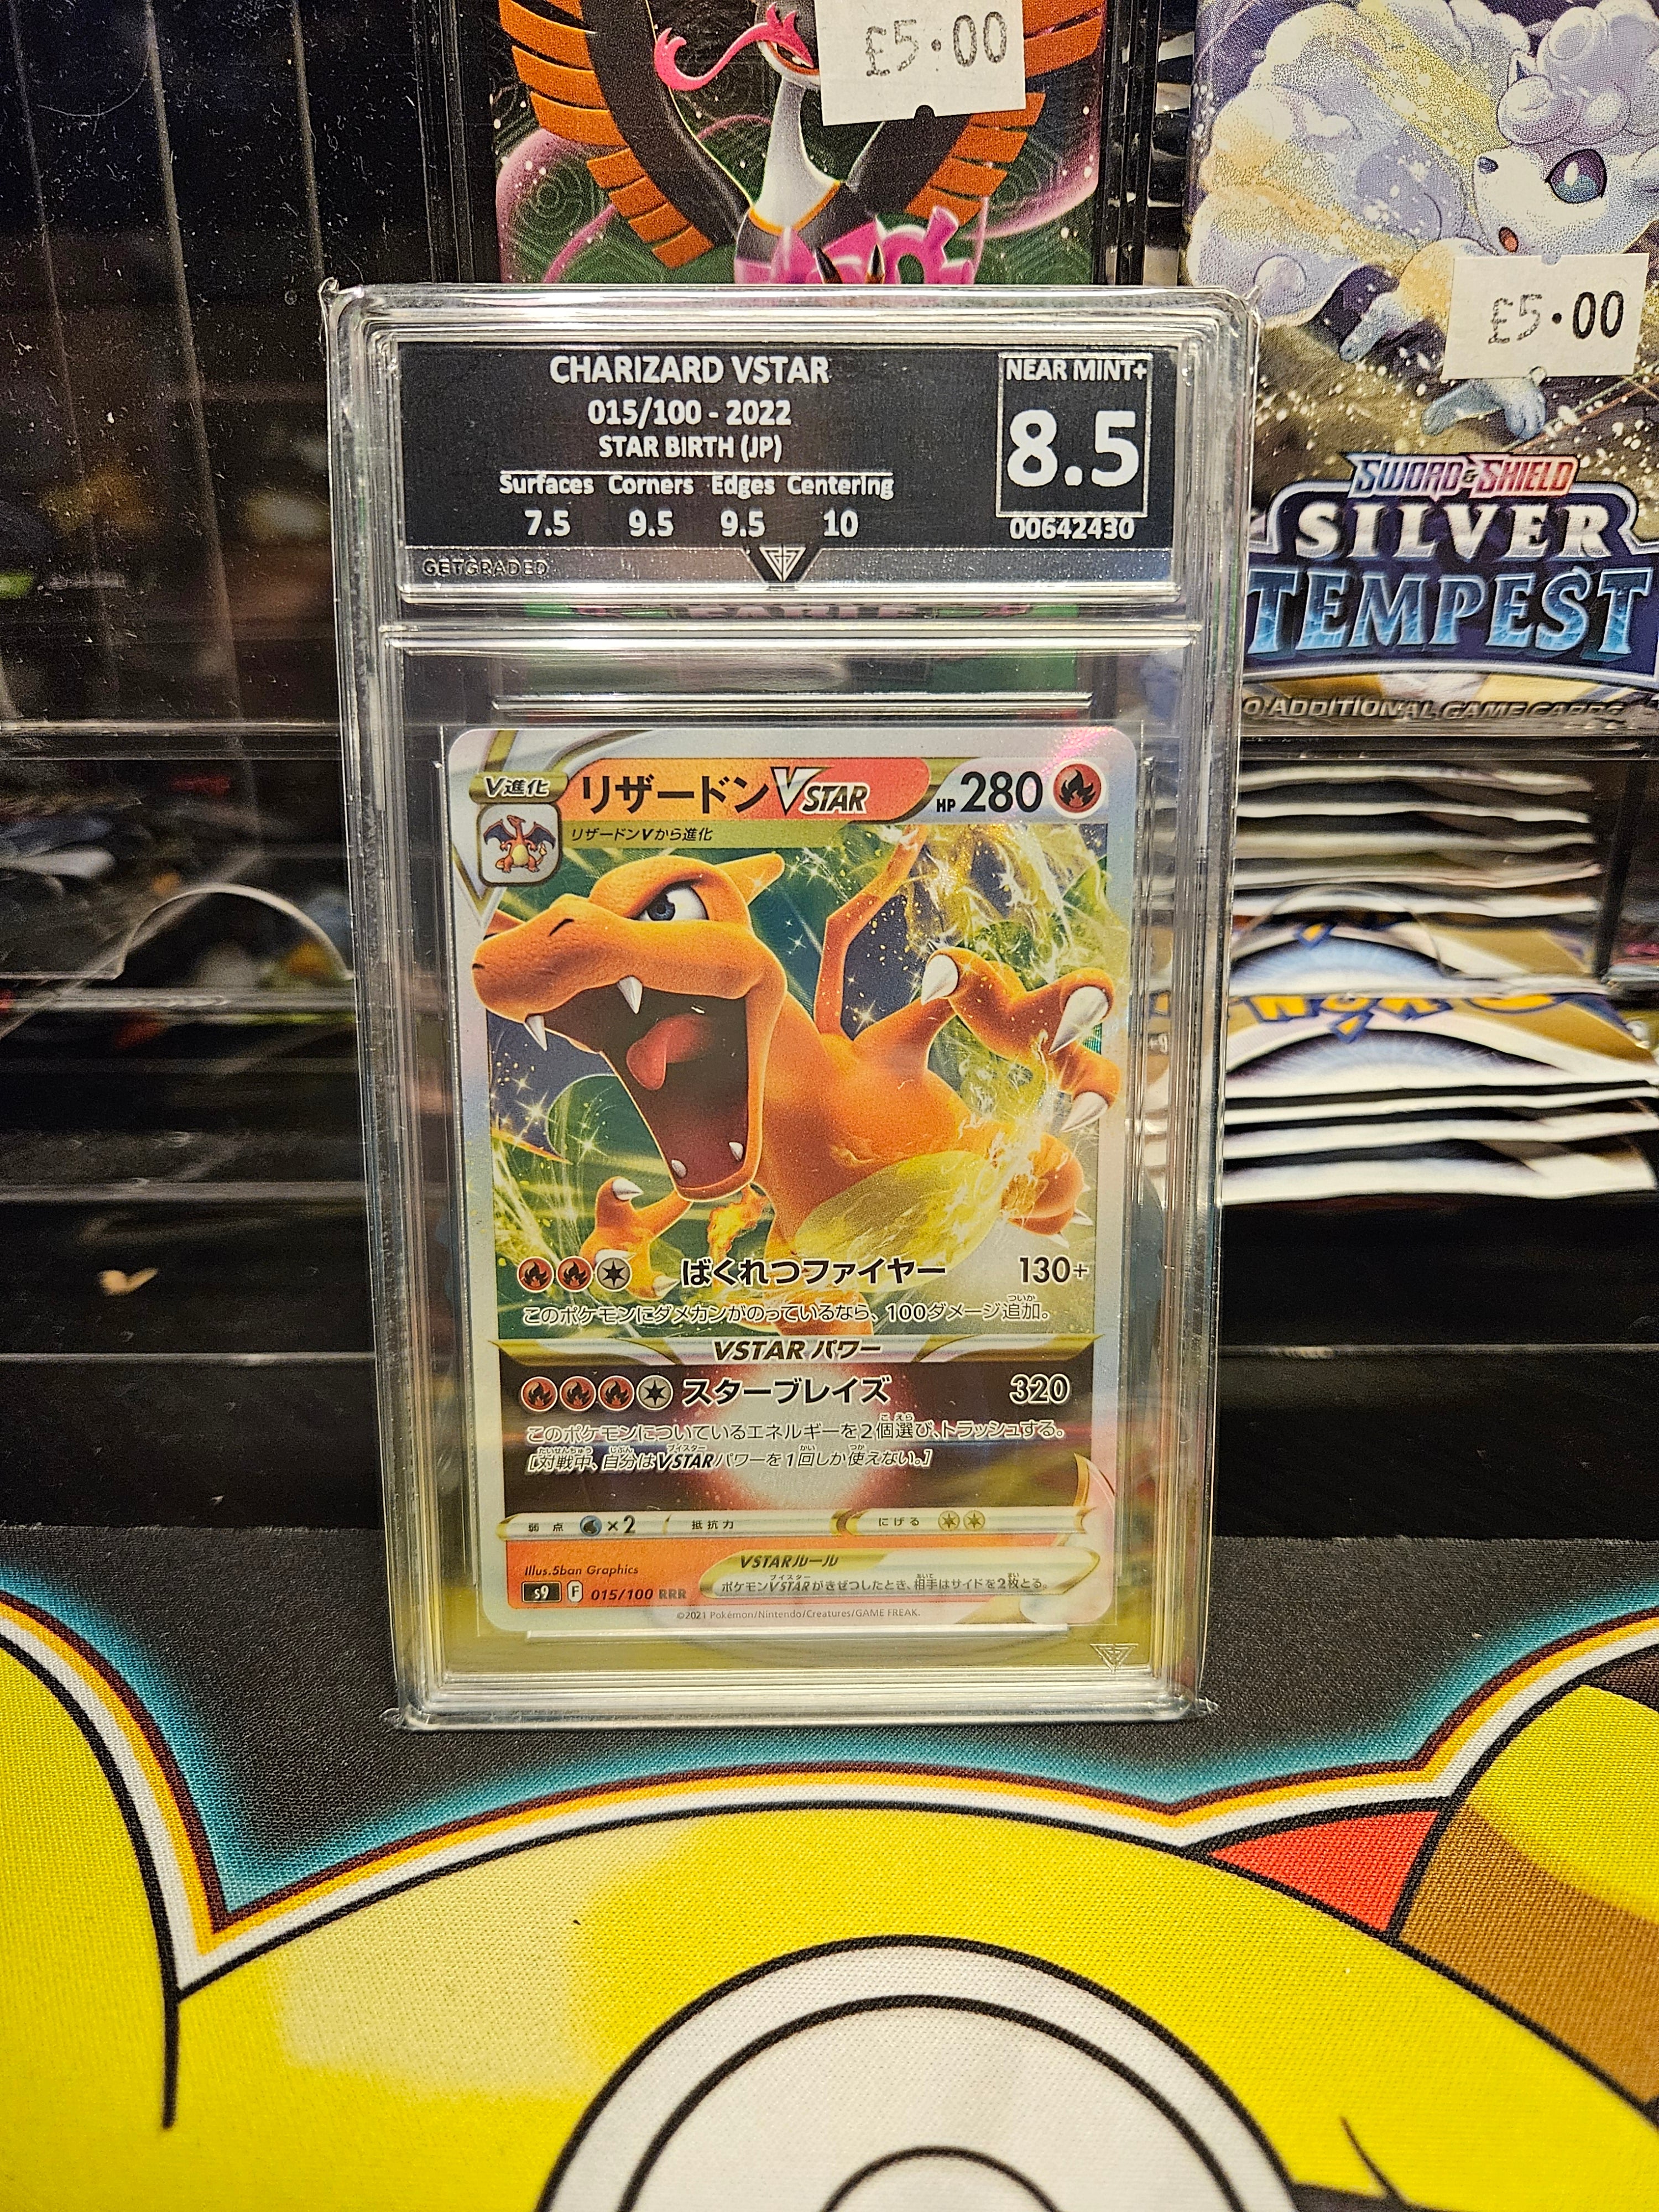 £5.00
£5.00
CHARIZARD VSTAR
015/100 - 2022
STAR BIRTH (JP)
Surfaces Corners Edges Centering
7.5 9.5 9.5 10
NEAR MINT+
8.5
00642430
GETGRADED
SWORD & SHIELD
SILVER
TEMPEST
ADDITIONAL GAME CARDS
V進化
リザードンVSTAR
HP 280
リザードンVから進化
ばくれつファイヤー 130+
このポケモンにダメカンがのっているなら、100ダメージ追加。
VSTARパワー
スターブレイズ 320
このポケモンについているエネルギーを2個選び、トラッシュする。
[対戦中、自分はVSTARパワーを1回しか使えない。]
弱点 ×2 抵抗力 にげる
Illus. 5ban Graphics
s9 F 015/100 RRR
VSTARルール
ポケモンVSTARがきぜつしたとき、相手はサイドを2枚とる。
©2021 Pokémon/Nintendo/Creatures/GAME FREAK.